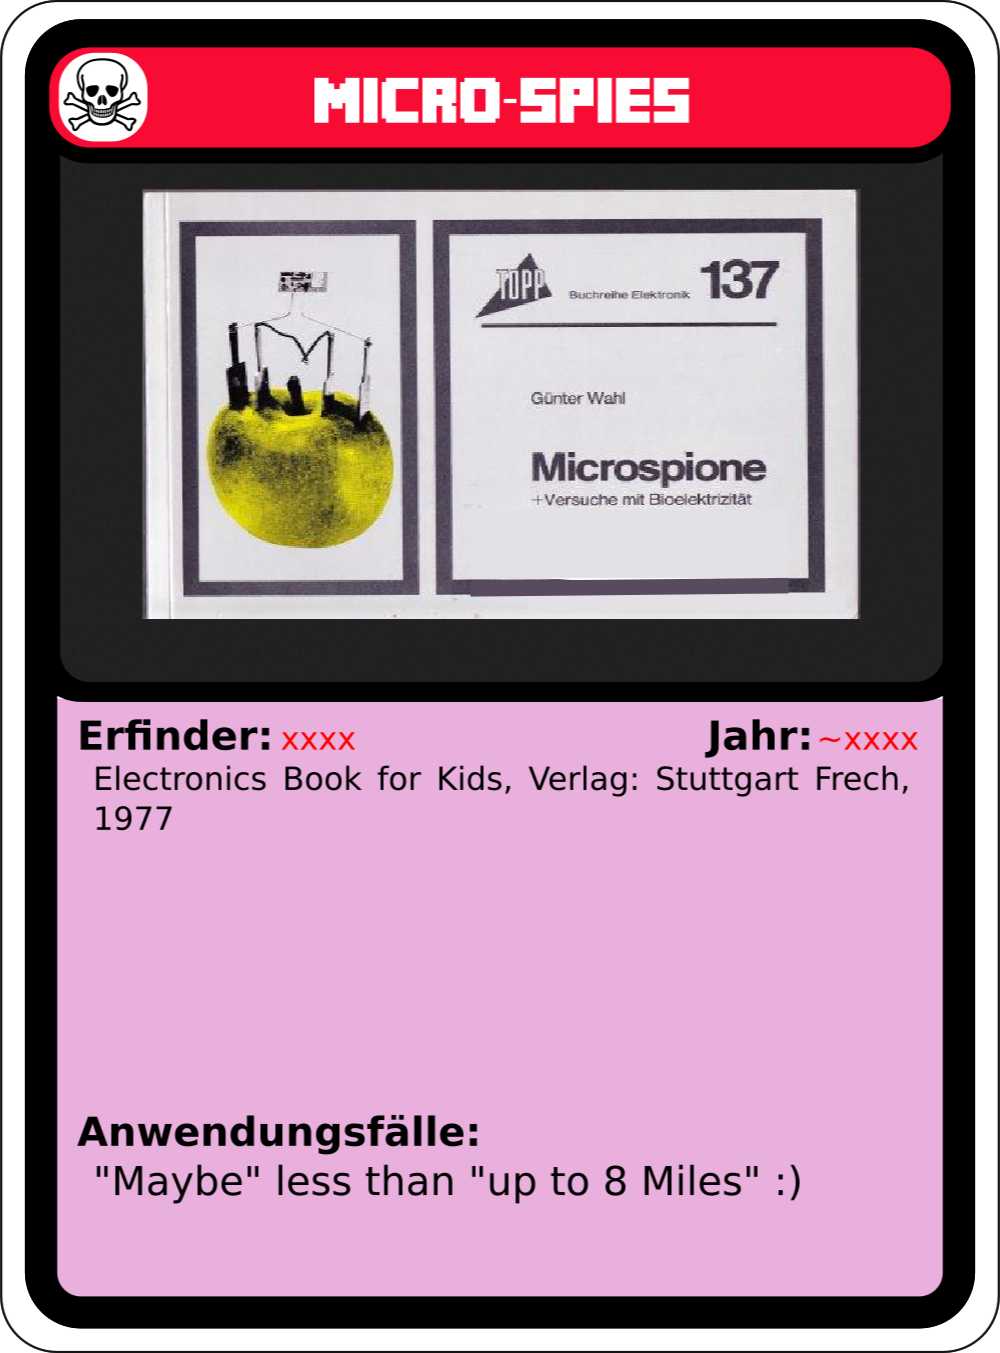 MICRO-SPIES
TOPP
Buchreihe Elektronik 137
Günter Wahl
Microspione
+Versuche mit Bioelektrizität
Erfinder: xxxx Jahr: ~xxxx
Electronics Book for Kids, Verlag: Stuttgart Frech,
1977
Anwendungsfälle:
"Maybe" less than "up to 8 Miles" :)